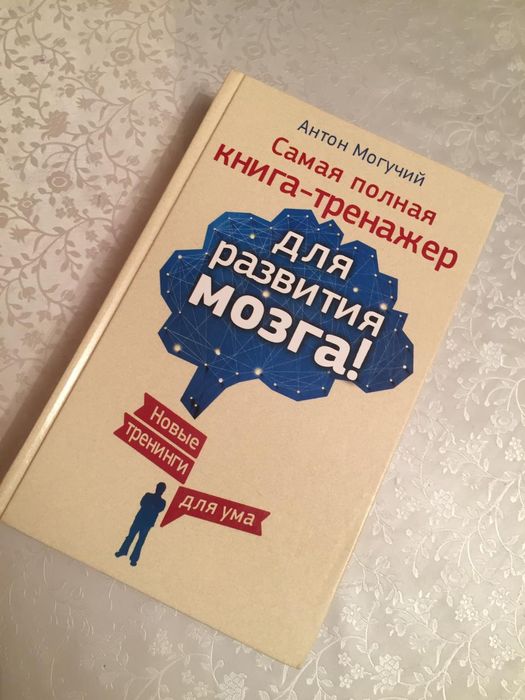 Антон Могучий
Самая полная
книга-тренажер
для
развития
мозга!
Новые
тренинги
для ума